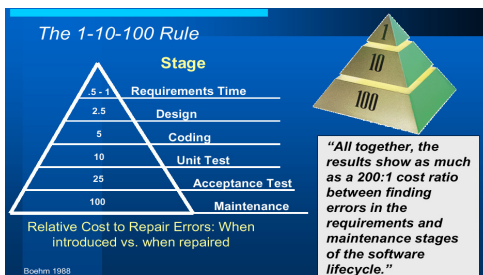 The 1-10-100 Rule
Stage
.5 - 1 Requirements Time
2.5 Design
5 Coding
10 Unit Test
25 Acceptance Test
100 Maintenance
Relative Cost to Repair Errors: When
introduced vs. when repaired
Boehm 1988
1
10
100
“All together, the
results show as much
as a 200:1 cost ratio
between finding
errors in the
requirements and
maintenance stages
of the software
lifecycle.”